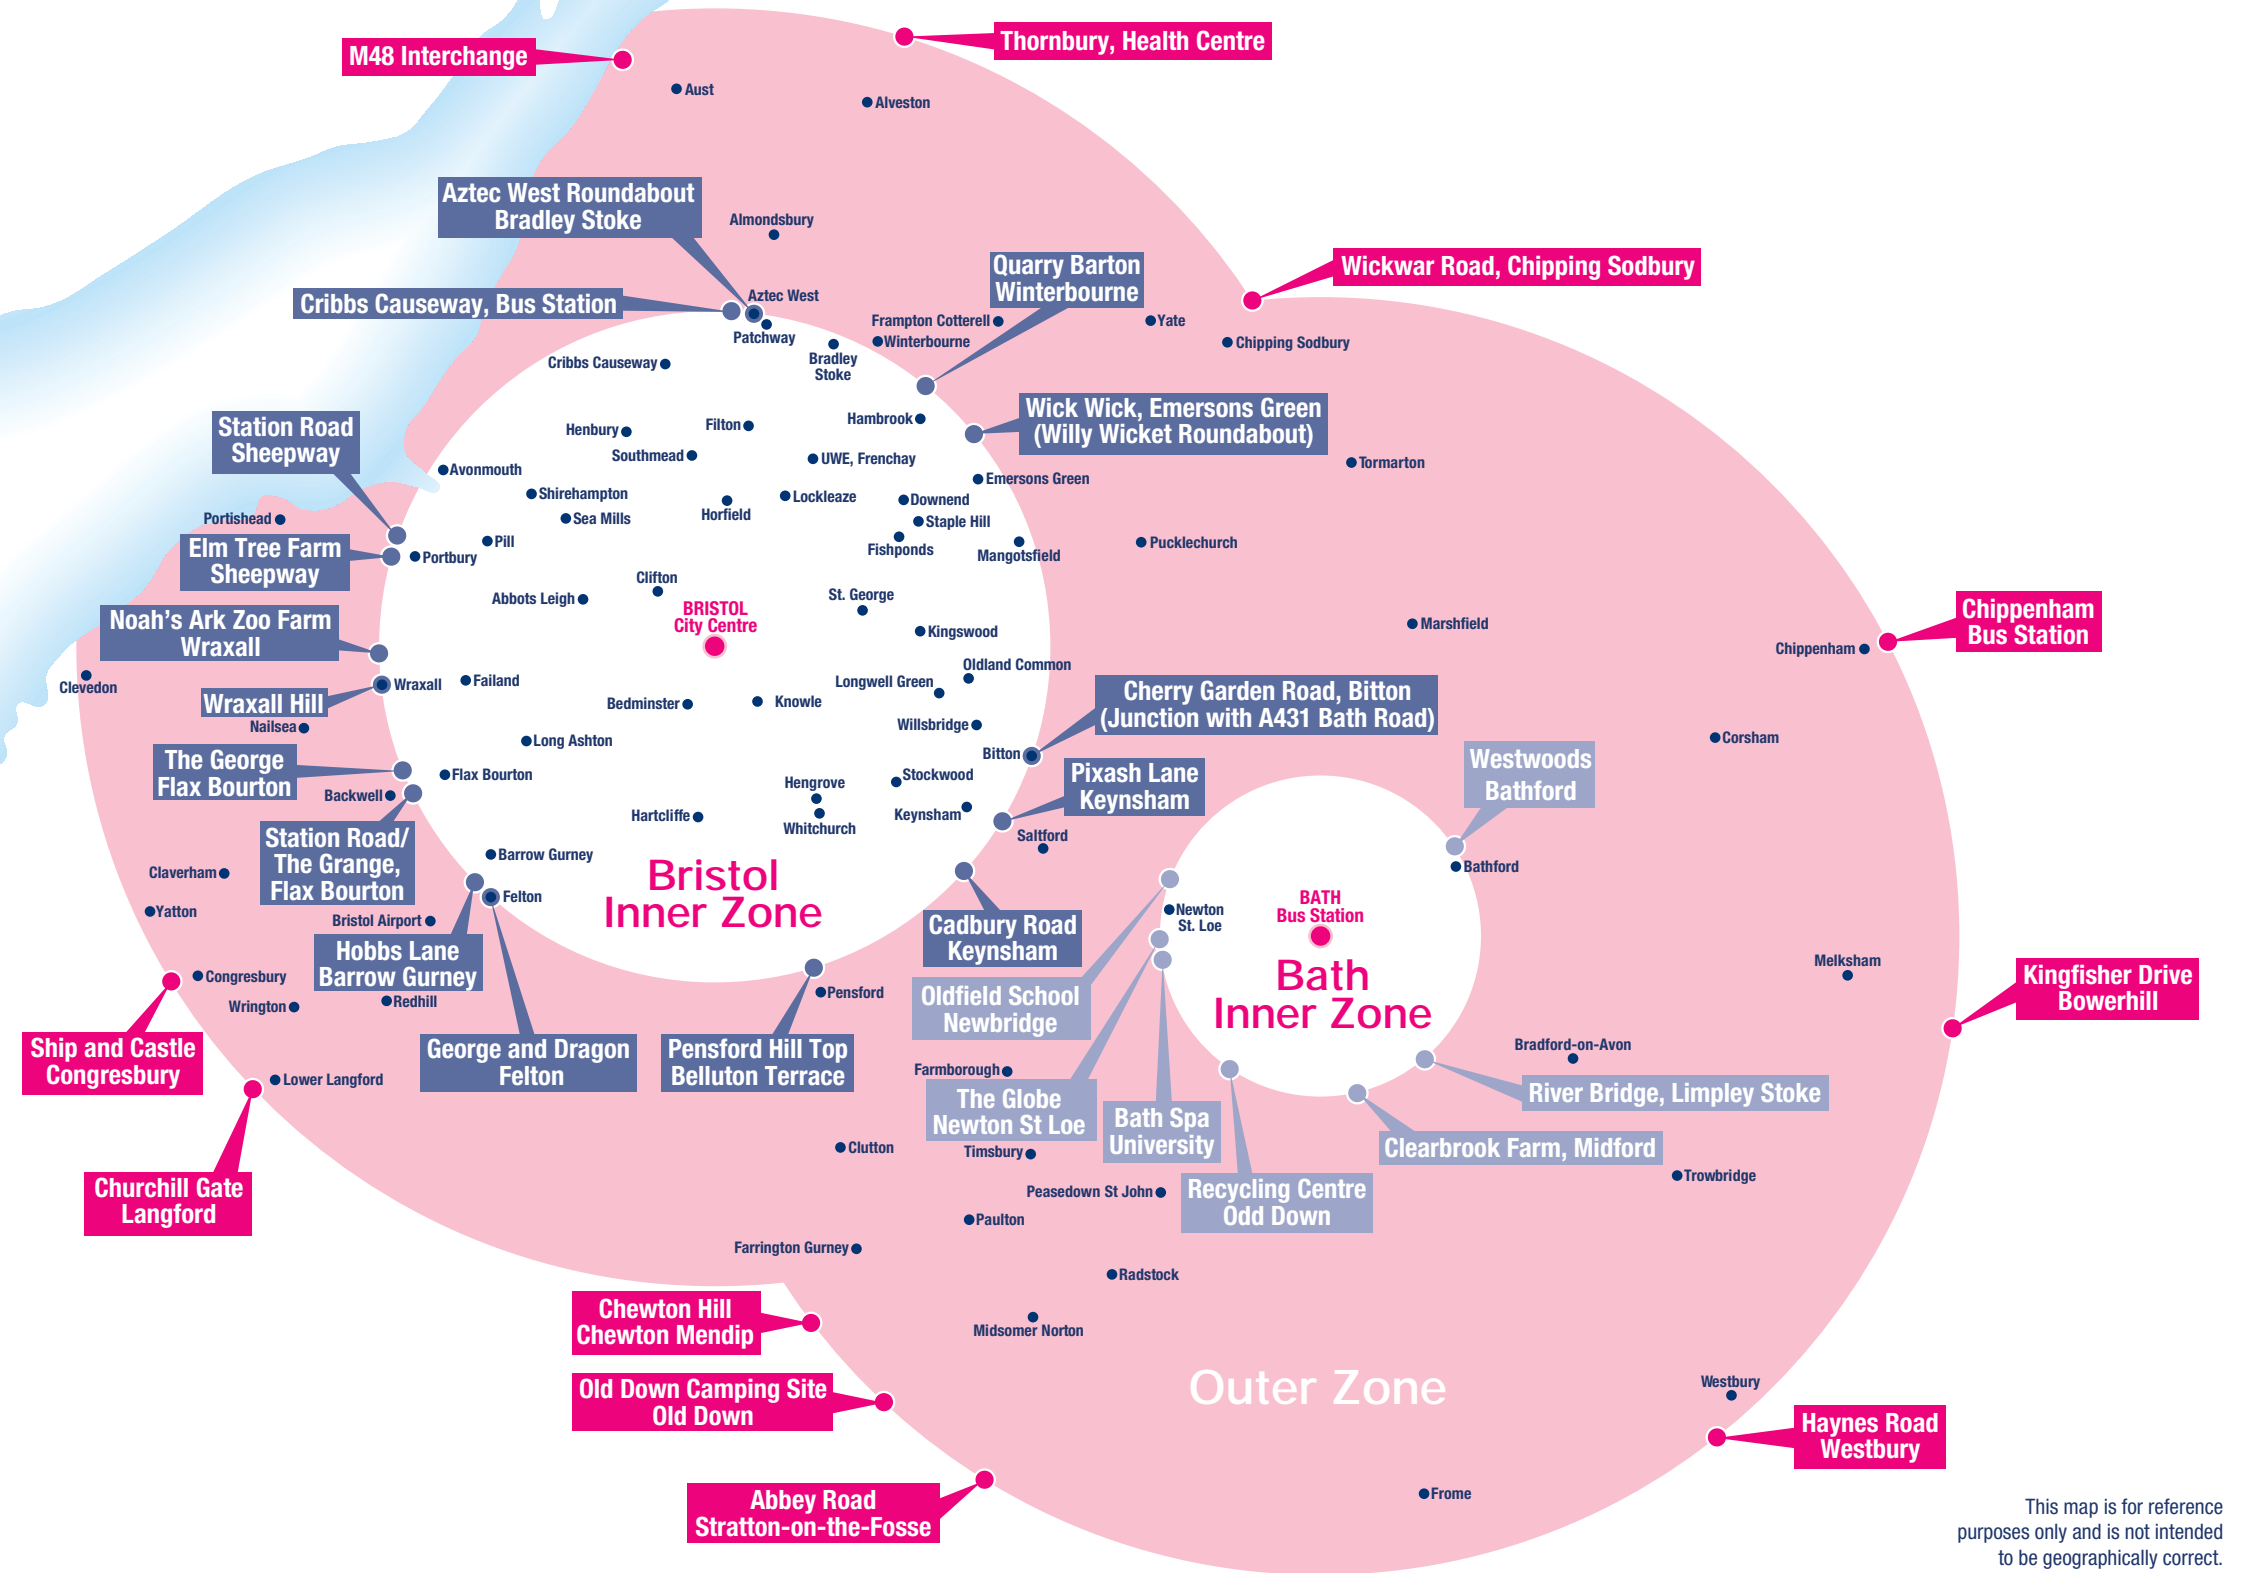 M48 Interchange
Thornbury, Health Centre
Aust
Alveston
Aztec West Roundabout
Bradley Stoke
Almondsbury
Quarry Barton
Winterbourne
Wickwar Road, Chipping Sodbury
Cribbs Causeway, Bus Station
Aztec West
Patchway
Frampton Cotterell
Winterbourne
Yate
Chipping Sodbury
Cribbs Causeway
Bradley
Stoke
Station Road
Sheepway
Henbury
Filton
Hambrook
Wick Wick, Emersons Green
(Willy Wicket Roundabout)
Southmead
UWE, Frenchay
Tormarton
Avonmouth
Emersons Green
Shirehampton
Lockleaze
Downend
Horfield
Sea Mills
Staple Hill
Portishead
Elm Tree Farm
Sheepway
Pill
Portbury
Fishponds
Mangotsfield
Pucklechurch
Clifton
Abbots Leigh
BRISTOL
City Centre
St. George
Kingswood
Marshfield
Noah's Ark Zoo Farm
Wraxall
Chippenham
Bus Station
Chippenham
Clevedon
Wraxall
Failand
Oldland Common
Longwell Green
Wraxall Hill
Nailsea
Bedminster
Knowle
Willsbridge
Cherry Garden Road, Bitton
(Junction with A431 Bath Road)
Corsham
Long Ashton
Bitton
Westwoods
Bathford
The George
Flax Bourton
Flax Bourton
Backwell
Hengrove
Stockwood
Pixash Lane
Keynsham
Hartcliffe
Whitchurch
Keynsham
Saltford
Station Road/
The Grange,
Flax Bourton
Barrow Gurney
Claverham
Bristol
Inner Zone
Bathford
Yatton
Felton
Bristol Airport
BATH
Bus Station
Newton
St. Loe
Cadbury Road
Keynsham
Hobbs Lane
Barrow Gurney
Bath
Inner Zone
Melksham
Kingfisher Drive
Bowerhill
Congresbury
Wrington
Redhill
Pensford
Oldfield School
Newbridge
Ship and Castle
Congresbury
George and Dragon
Felton
Pensford Hill Top
Belluton Terrace
Bradford-on-Avon
Lower Langford
Farmborough
River Bridge, Limpley Stoke
The Globe
Newton St Loe
Bath Spa
University
Clearbrook Farm, Midford
Clutton
Timsbury
Trowbridge
Churchill Gate
Langford
Peasedown St John
Recycling Centre
Odd Down
Paulton
Farrington Gurney
Radstock
Chewton Hill
Chewton Mendip
Midsomer Norton
Old Down Camping Site
Old Down
Outer Zone
Westbury
Haynes Road
Westbury
Abbey Road
Stratton-on-the-Fosse
Frome
This map is for reference
purposes only and is not intended
to be geographically correct.